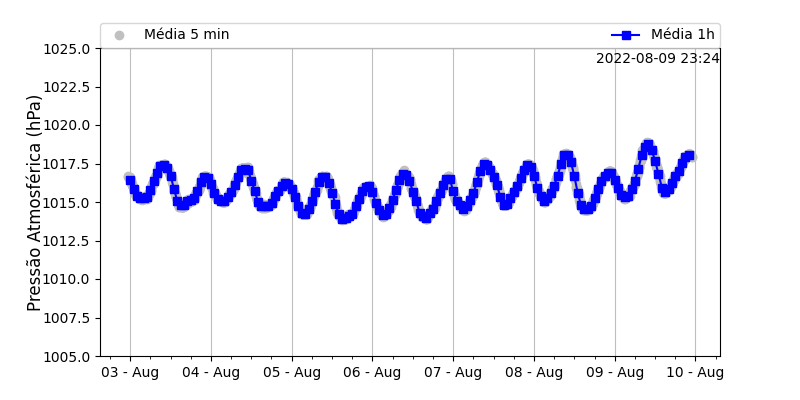 Média 5 min
Média 1h
2022-08-09 23:24
Pressão Atmosférica (hPa)
1025.0
1022.5
1020.0
1017.5
1015.0
1012.5
1010.0
1007.5
1005.0
03 - Aug
04 - Aug
05 - Aug
06 - Aug
07 - Aug
08 - Aug
09 - Aug
10 - Aug